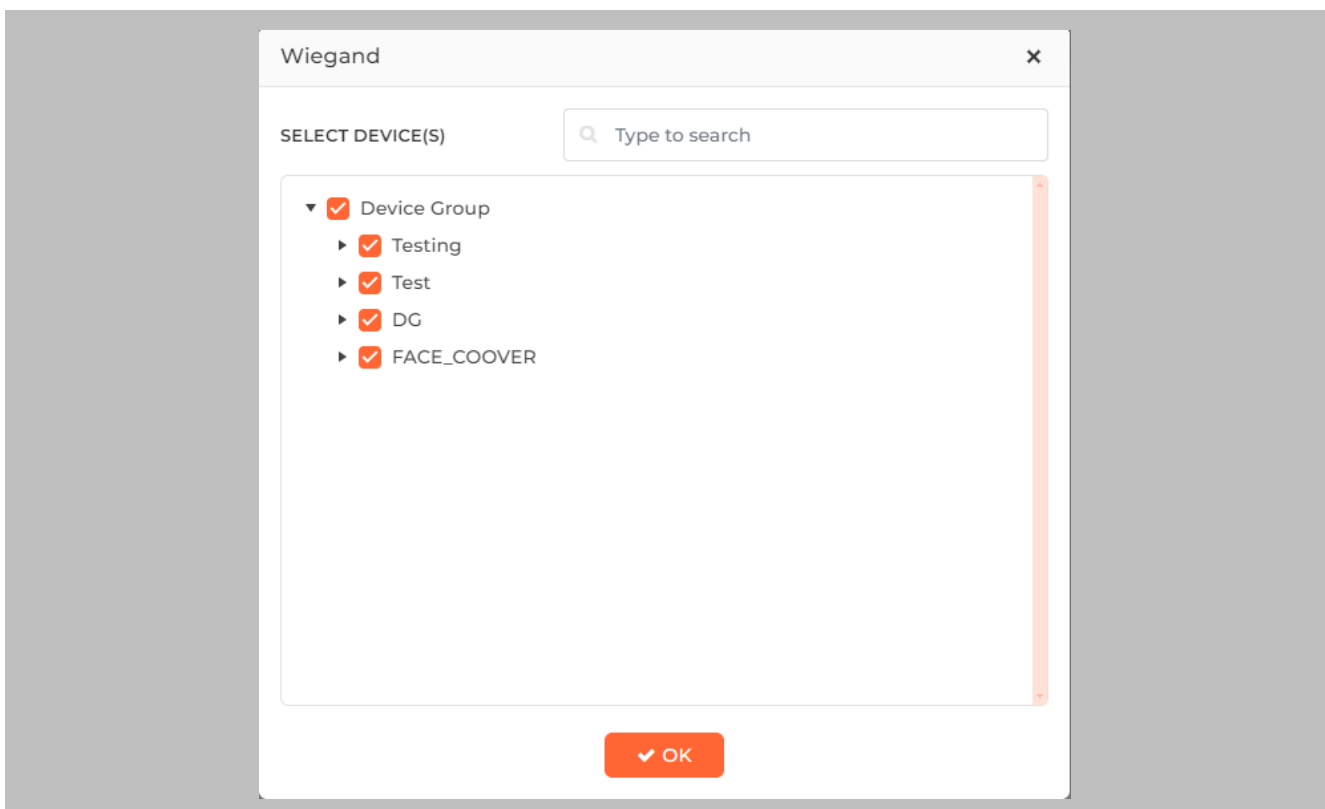 Wiegand
SELECT DEVICE(S) Type to search
Device Group
Testing
Test
DG
FACE_COOVER
OK